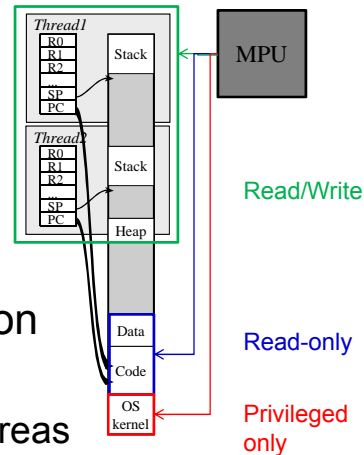 Thread1
R0
R1
R2
...
SP
PC
Stack
MPU
Thread2
R0
R1
R2
...
SP
PC
Stack
Read/Write
Heap
on
Data
Read-only
Code
reas
OS
kernel
Privileged
only